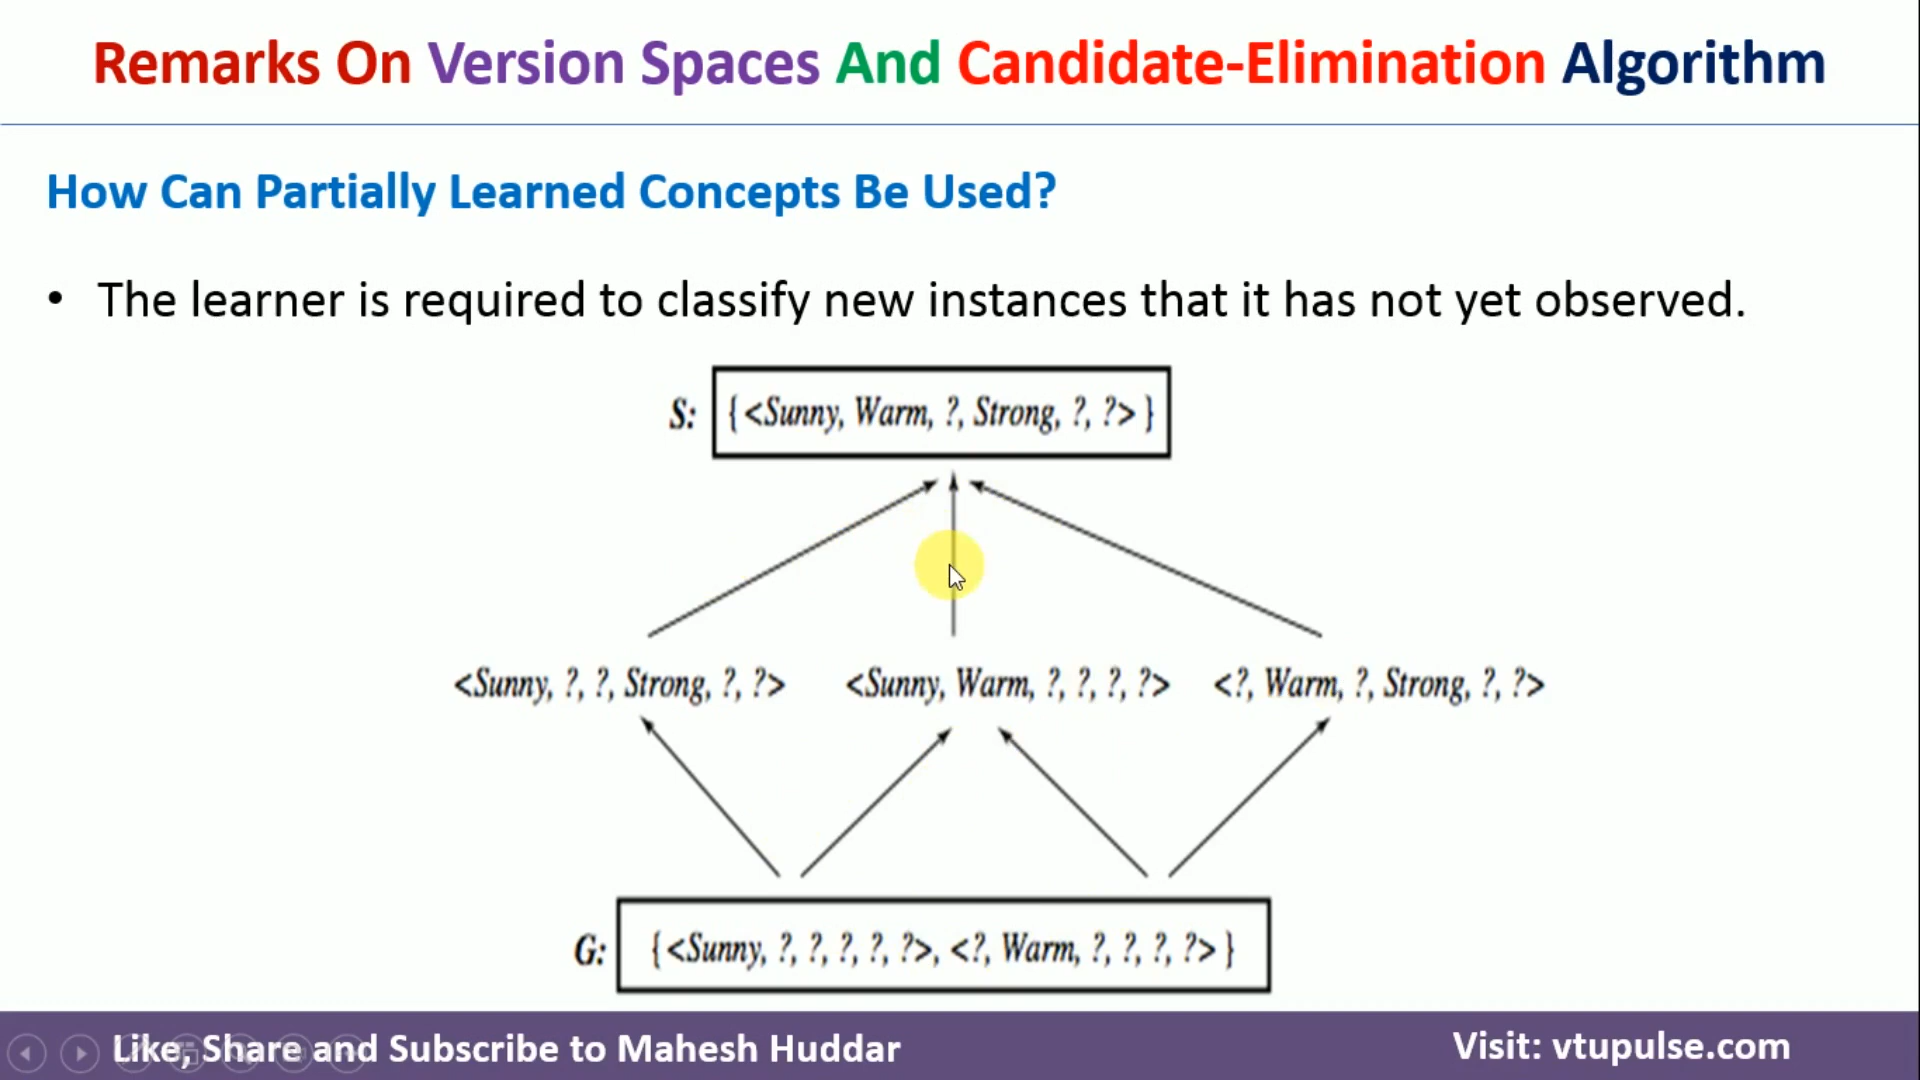 Remarks On Version Spaces And Candidate-Elimination Algorithm
How Can Partially Learned Concepts Be Used?
• The learner is required to classify new instances that it has not yet observed.
S: { <Sunny, Warm, ?, Strong, ?, ?> }
<Sunny, ?, ?, Strong, ?, ?> <Sunny, Warm, ?, ?, ?, ?> <?, Warm, ?, Strong, ?, ?>
G: { <Sunny, ?, ?, ?, ?, ?>, <?, Warm, ?, ?, ?, ?> }
Like, Share and Subscribe to Mahesh Huddar
Visit: vtupulse.com